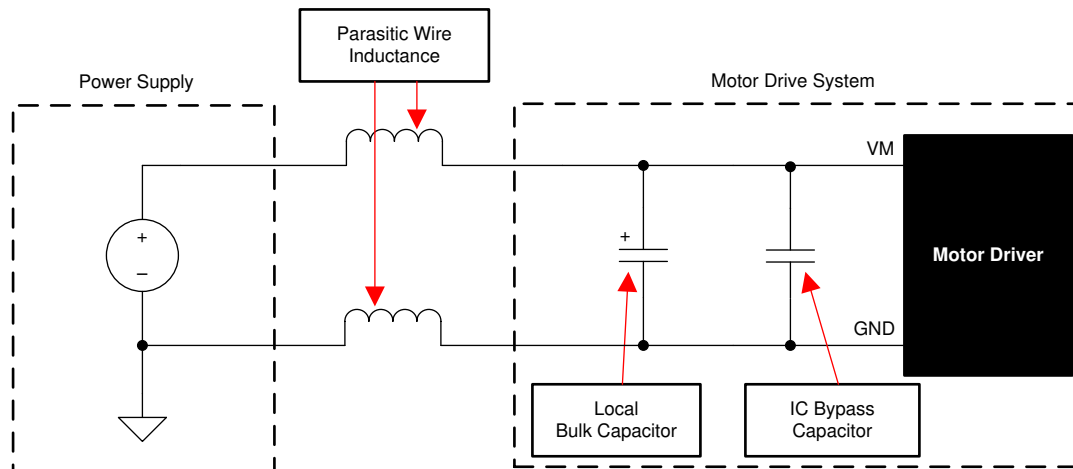 Parasitic Wire
Inductance
Power Supply
Motor Drive System
VM
+
+
–
Motor Driver
GND
Local
Bulk Capacitor
IC Bypass
Capacitor